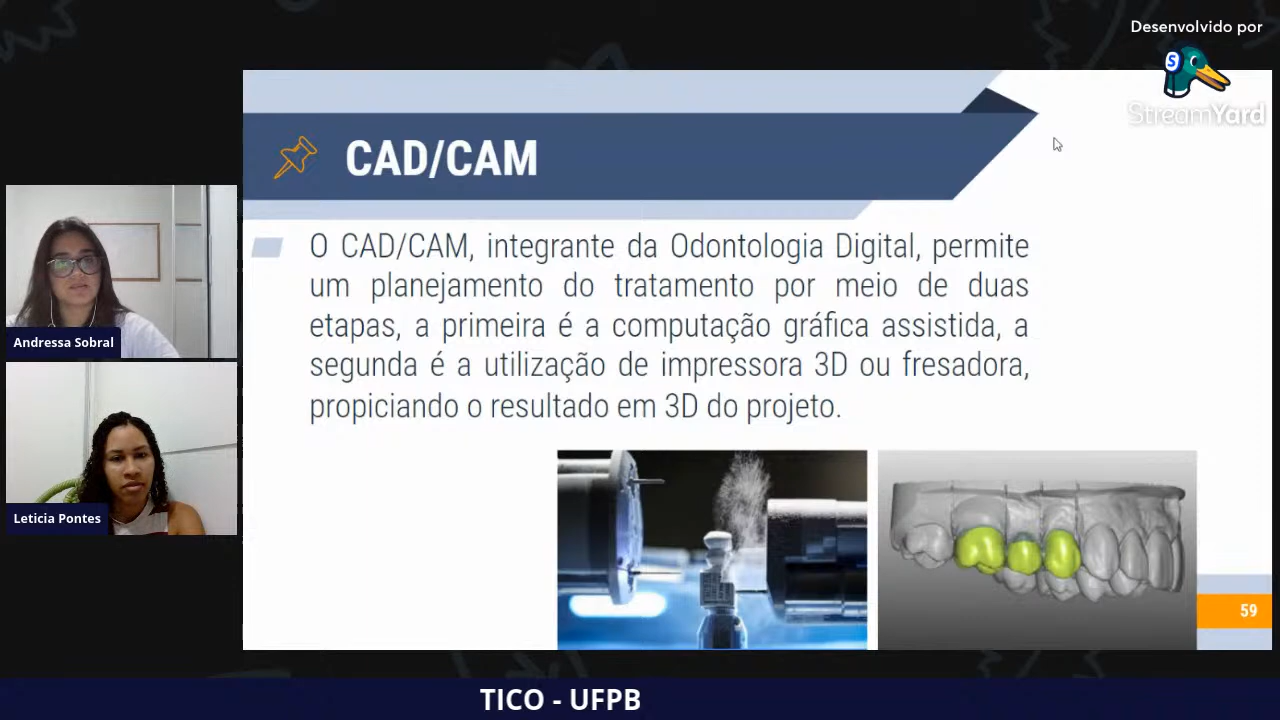 Desenvolvido por
S
StreamYard
CAD/CAM
O CAD/CAM, integrante da Odontologia Digital, permite
um planejamento do tratamento por meio de duas
etapas, a primeira é a computação gráfica assistida, a
segunda é a utilização de impressora 3D ou fresadora,
propiciando o resultado em 3D do projeto.
Andressa Sobral
Leticia Pontes
59
TICO - UFPB